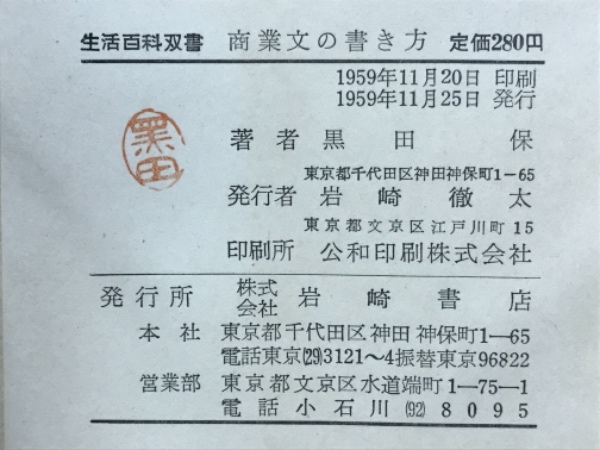 生活百科双書 商業文の書き方 定価280円
1959年11月20日 印刷
1959年11月25日 発行
著者 黒田 保
黒田
東京都千代田区神田神保町1-65
発行者 岩崎徹太
東京都文京区江戸川町15
印刷所 公和印刷株式会社
発行所 株式会社 岩崎書店
本社 東京都千代田区神田神保町1―65
電話東京(29)3121〜4振替東京96822
営業部 東京都文京区水道端町1―75―1
電話小石川(92)8095